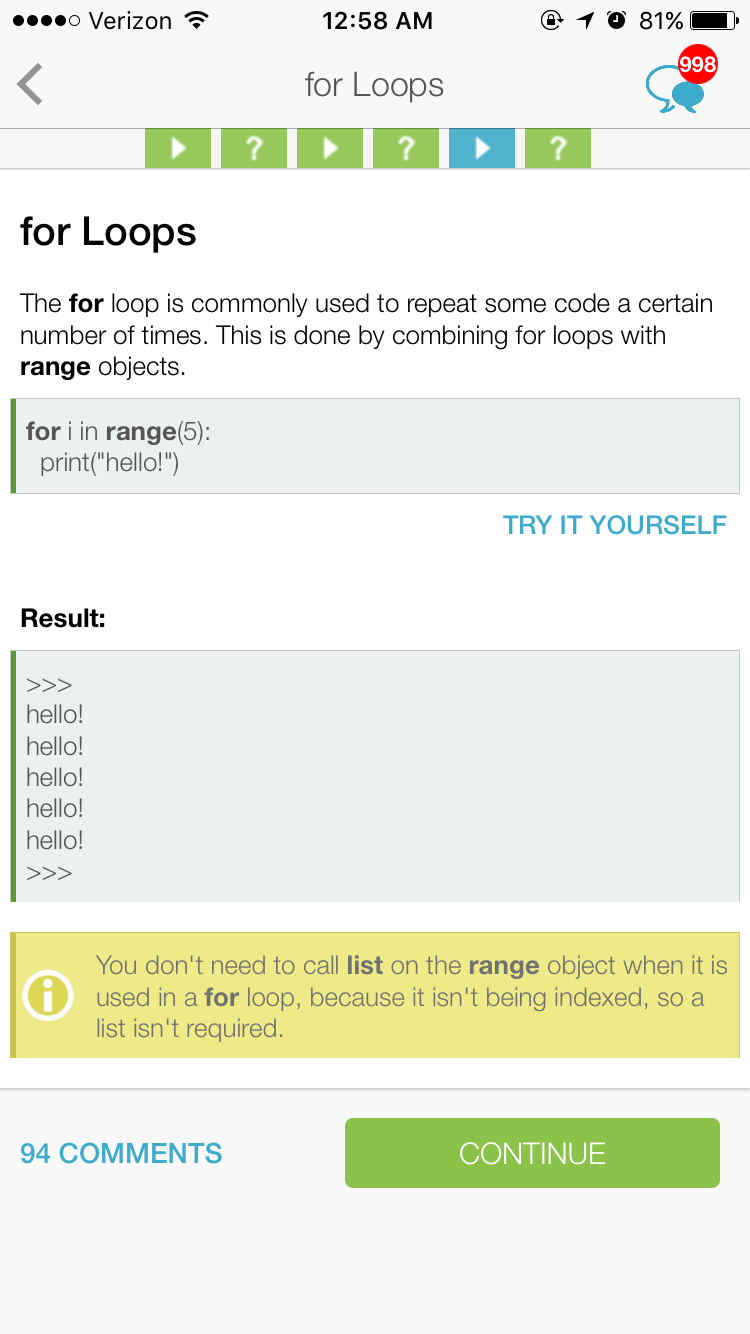 Verizon 12:58 AM 81%
for Loops 998
? ? ?
for Loops
The for loop is commonly used to repeat some code a certain
number of times. This is done by combining for loops with
range objects.
for i in range(5):
print("hello!")
TRY IT YOURSELF
Result:
>>>
hello!
hello!
hello!
hello!
hello!
>>>
You don't need to call list on the range object when it is
used in a for loop, because it isn't being indexed, so a
list isn't required.
94 COMMENTS CONTINUE